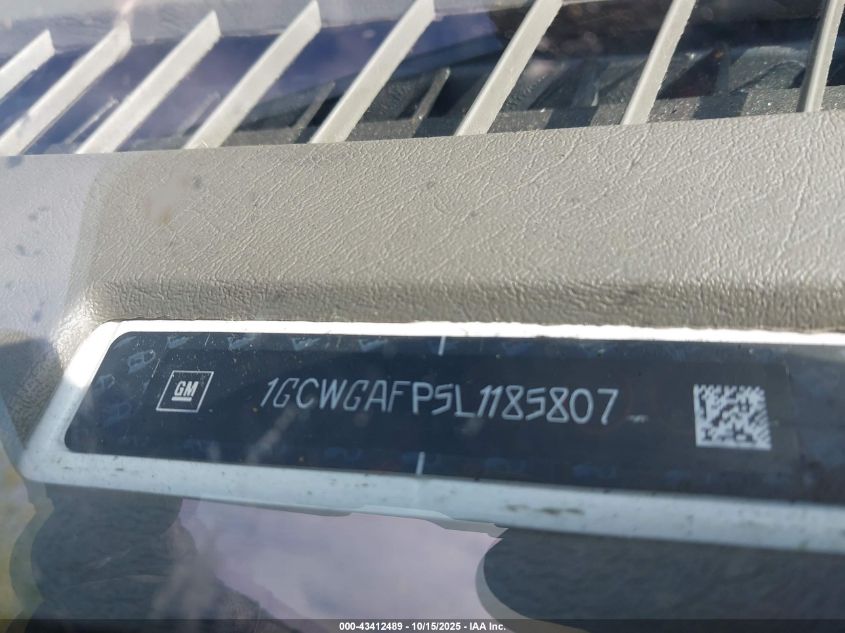 GM
1GCWGAFP5L1185807
000-43412489 - 10/15/2025 - IAA Inc.